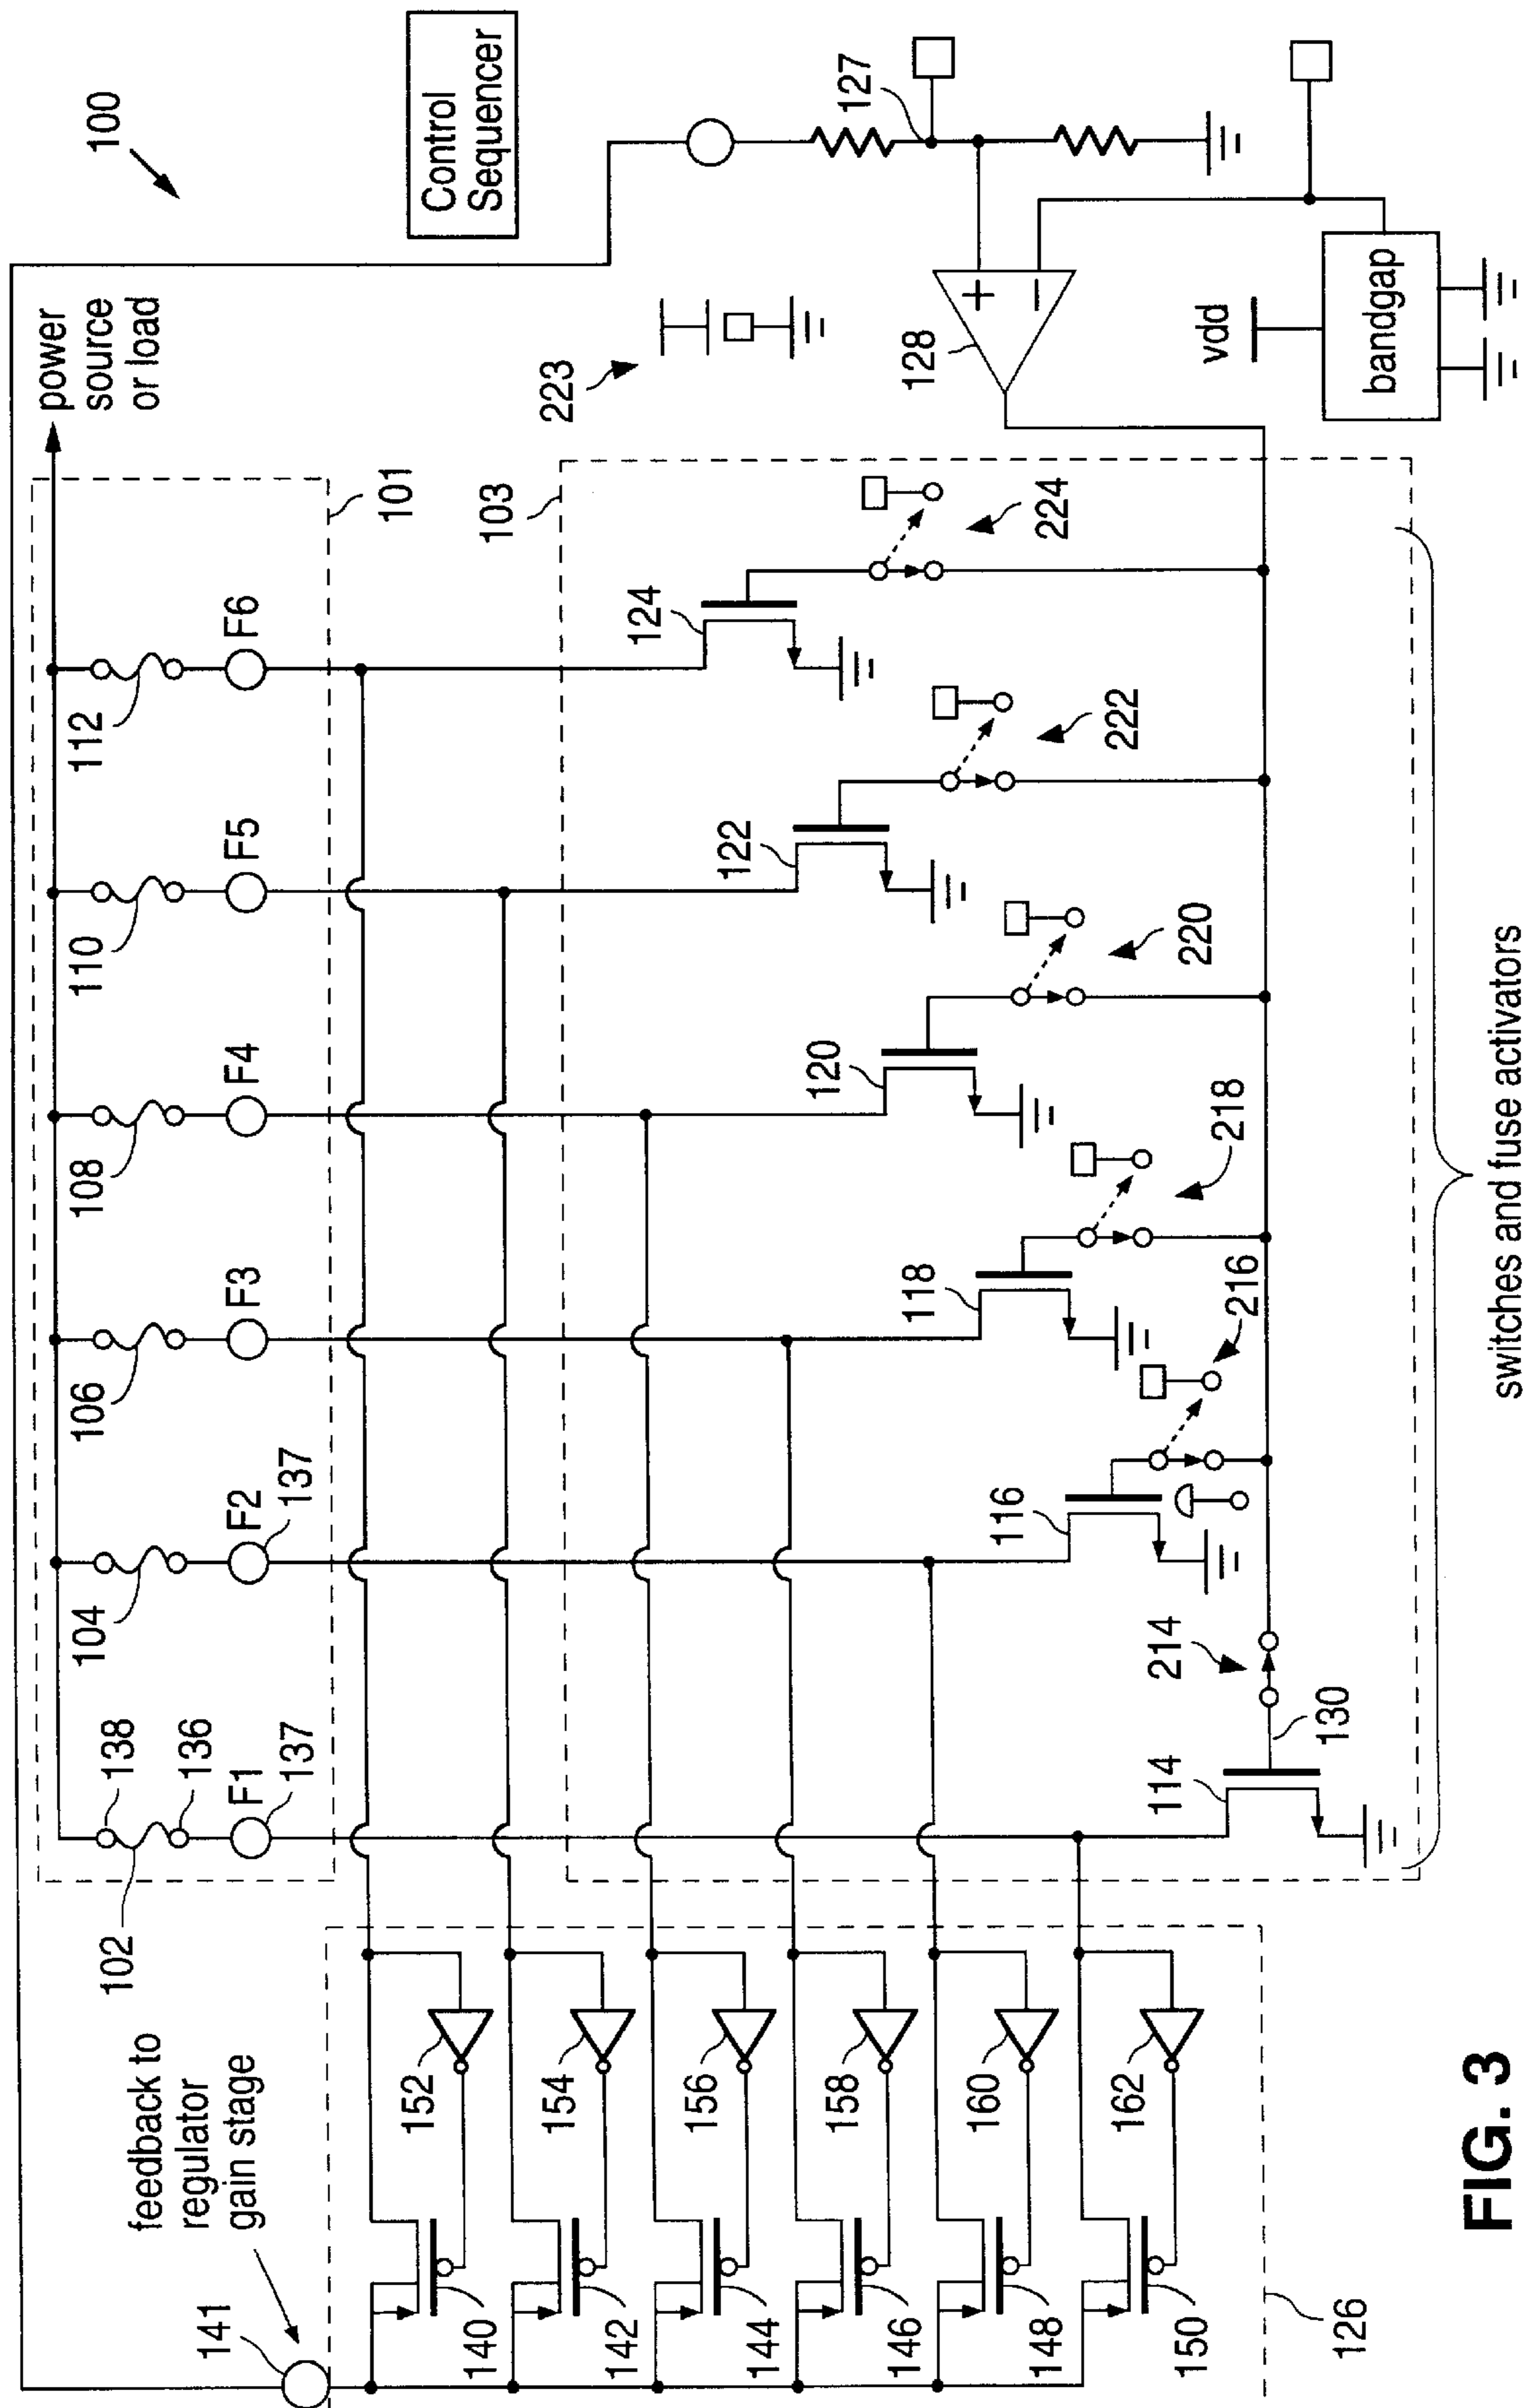 100
Control
Sequencer
power
source
or load
101
103
127
128
vdd
bandgap
223
112
F6
110
F5
108
F4
106
F3
104
F2
137
138
136
F1
137
102
124
224
122
222
120
220
118
218
116
216
214
114
130
feedback to
regulator
gain stage
141
152
154
156
158
160
162
140
142
144
146
148
150
126
switches and fuse activators
+
−
FIG. 3